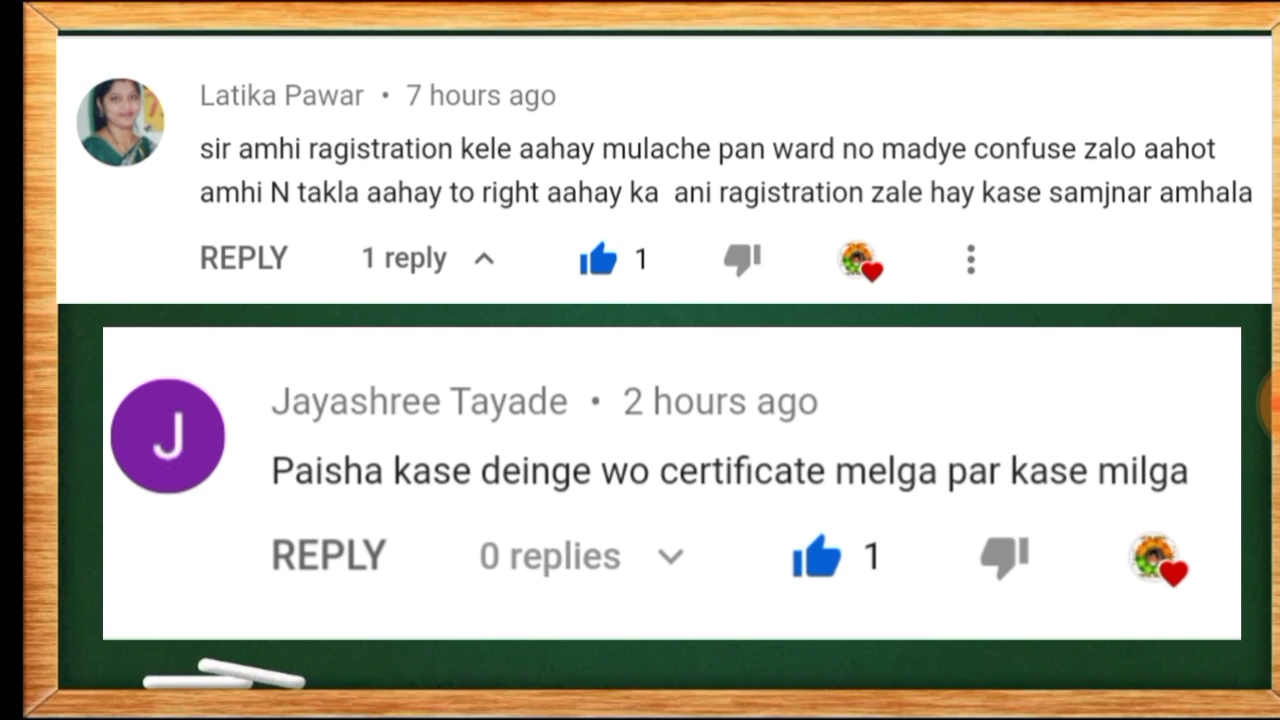 Latika Pawar • 7 hours ago
sir amhi ragistration kele aahay mulache pan ward no madye confuse zalo aahot
amhi N takla aahay to right aahay ka ani ragistration zale hay kase samjnar amhala
REPLY 1 reply 1
Jayashree Tayade • 2 hours ago
J
Paisha kase deinge wo certificate melga par kase milga
REPLY 0 replies 1